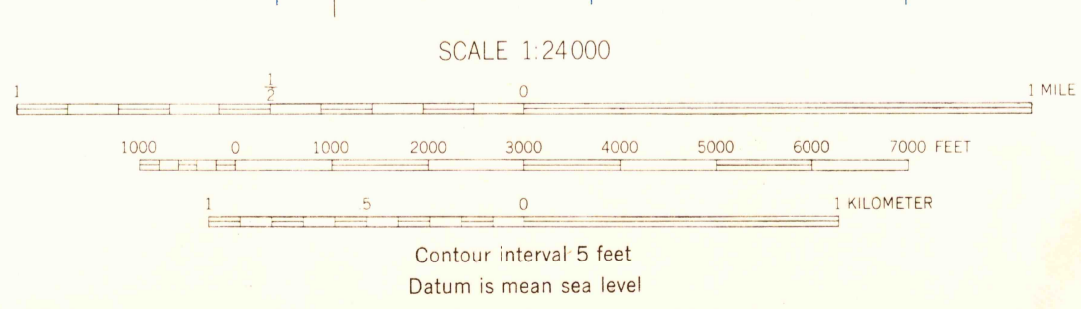 SCALE 1:24000
1 1/2 0 1 MILE
1000 0 1000 2000 3000 4000 5000 6000 7000 FEET
1 .5 0 1 KILOMETER
Contour interval 5 feet
Datum is mean sea level